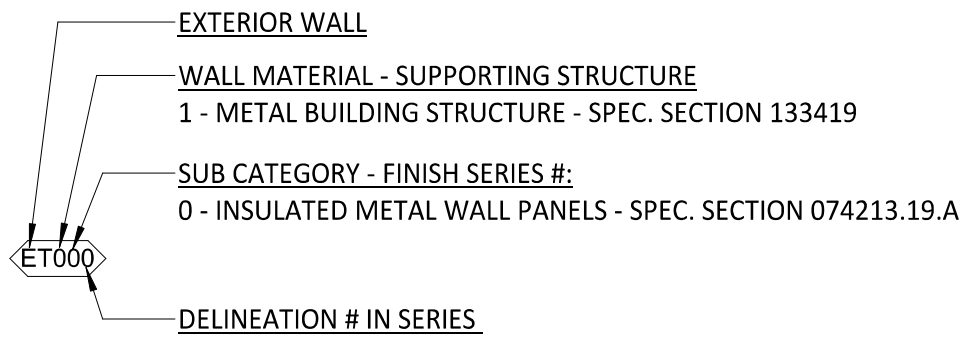 EXTERIOR WALL
WALL MATERIAL - SUPPORTING STRUCTURE
1 - METAL BUILDING STRUCTURE - SPEC. SECTION 133419
SUB CATEGORY - FINISH SERIES #:
0 - INSULATED METAL WALL PANELS - SPEC. SECTION 074213.19.A
ET000
DELINEATION # IN SERIES